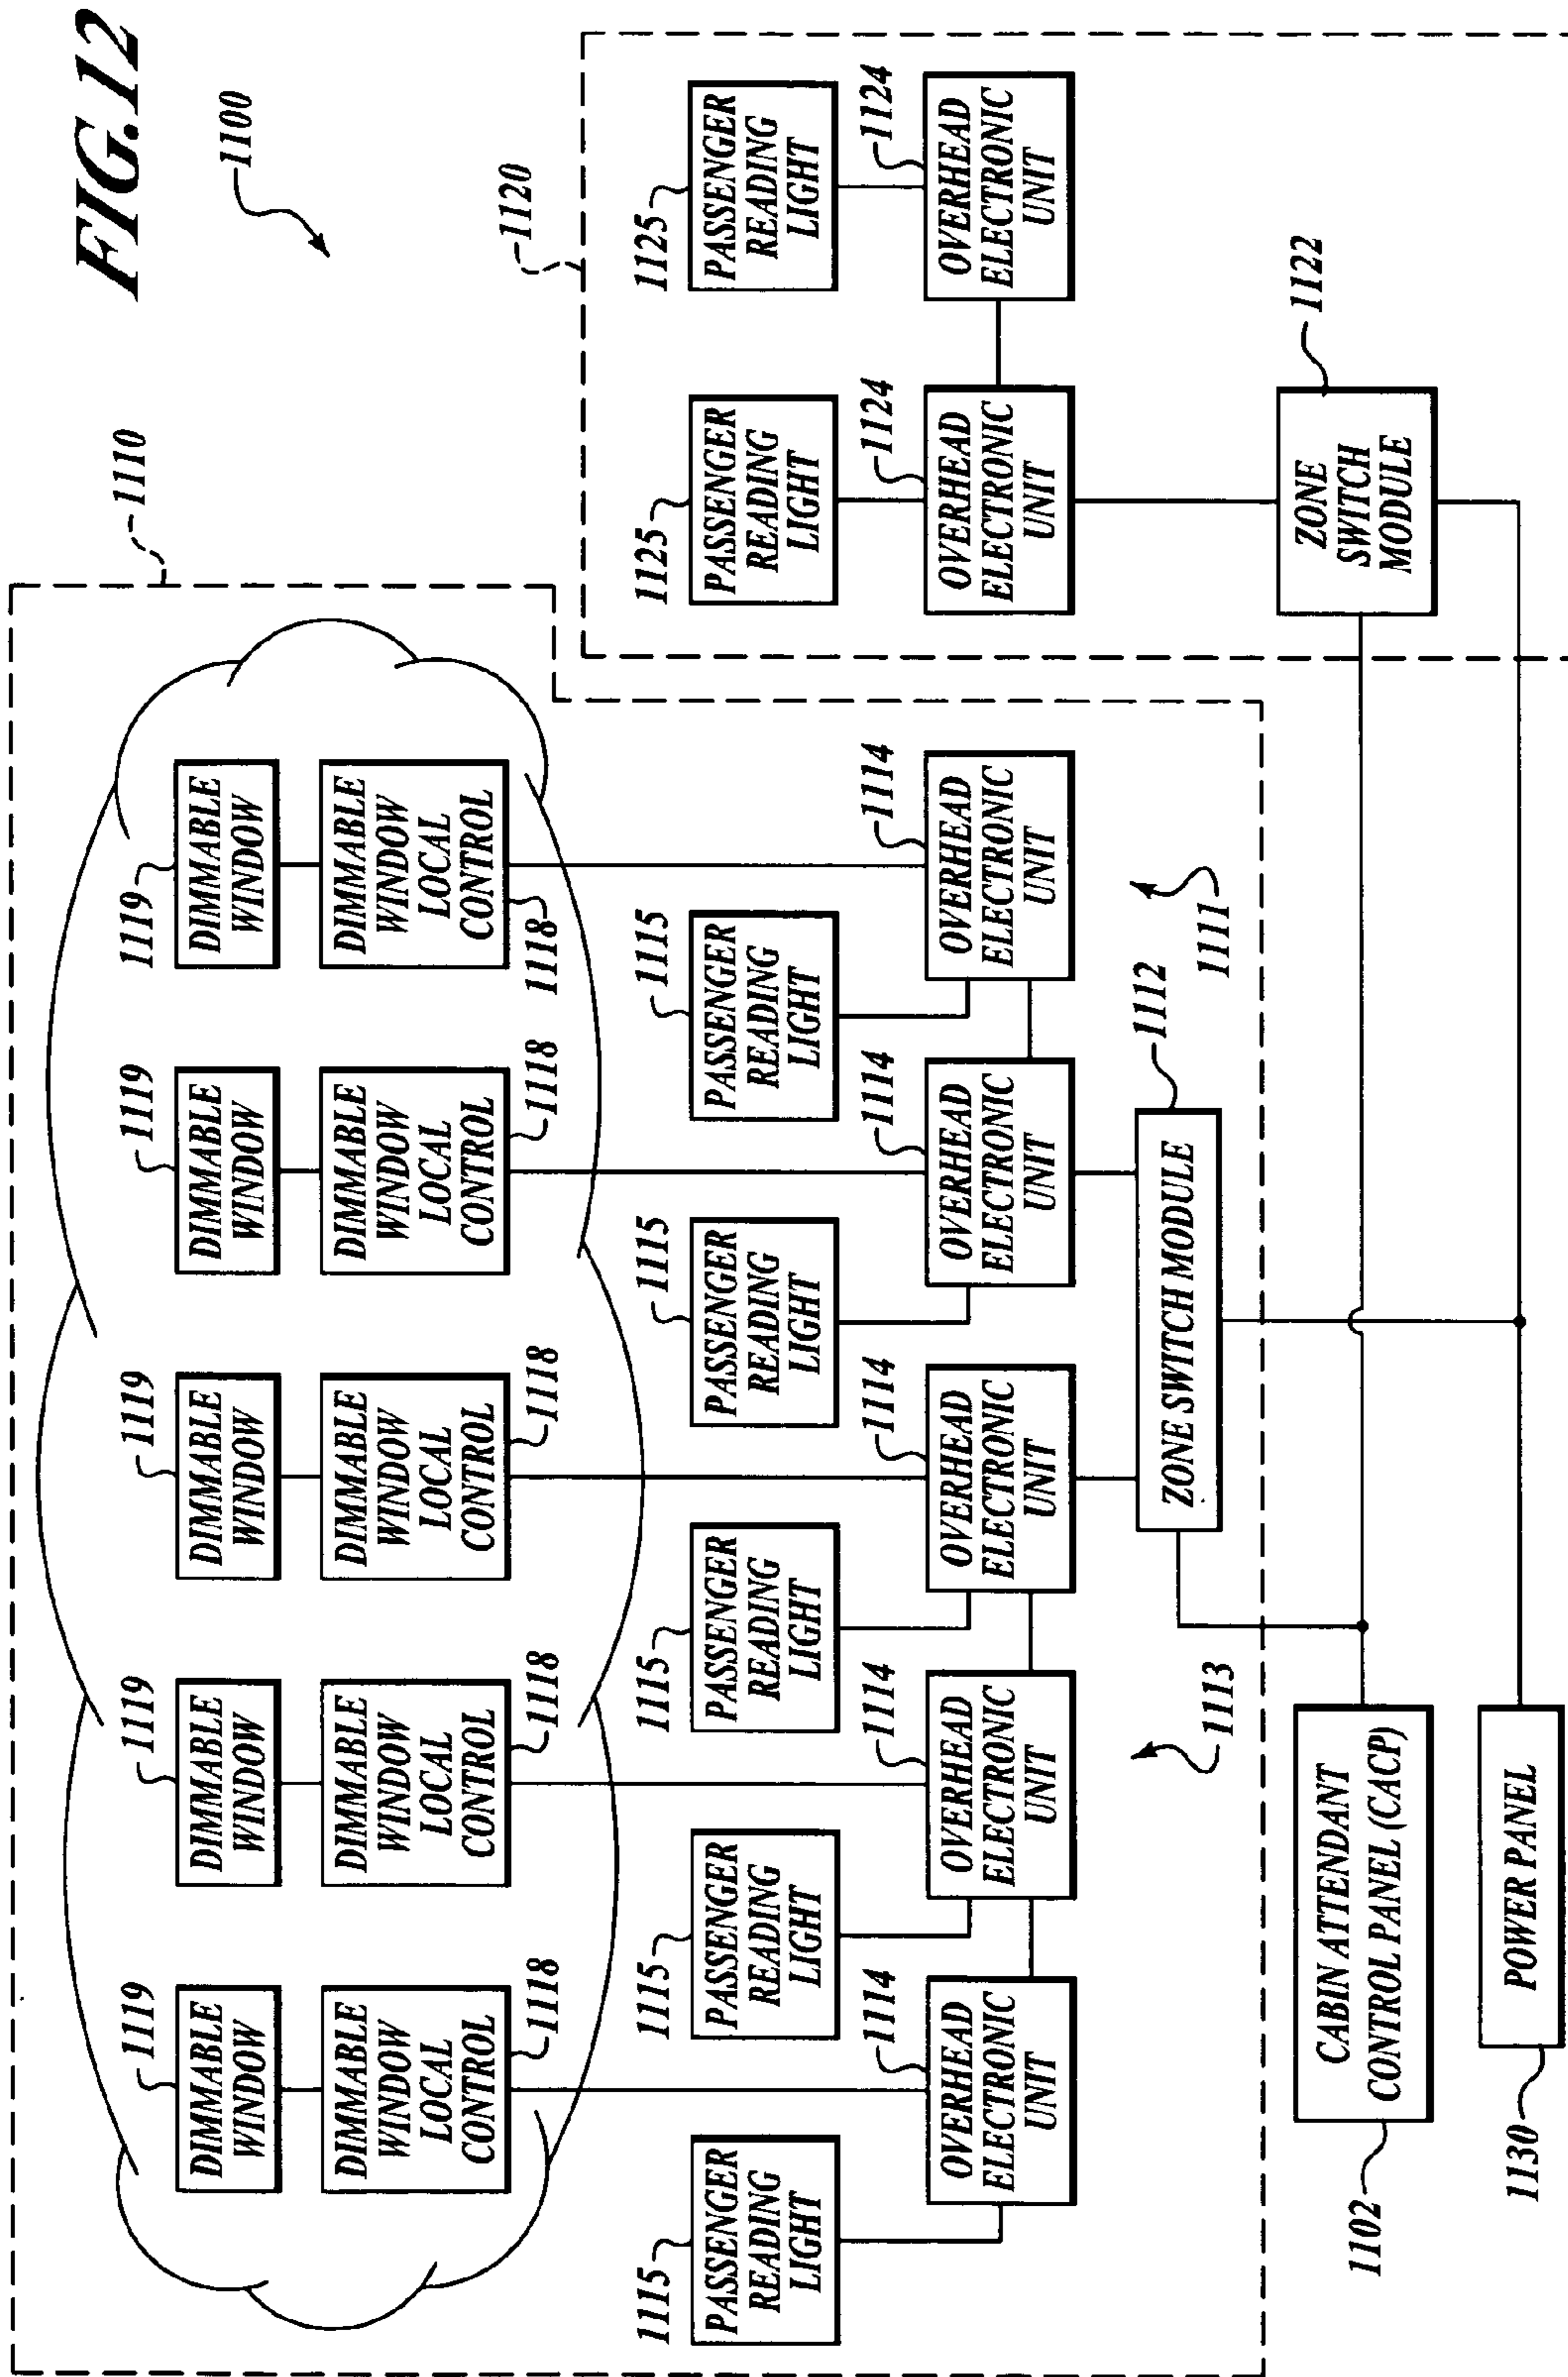 FIG.12
1100
1110
1120
1119
1119
1119
1119
1119
DIMMABLE
WINDOW
DIMMABLE
WINDOW
DIMMABLE
WINDOW
DIMMABLE
WINDOW
DIMMABLE
WINDOW
DIMMABLE
WINDOW
LOCAL
CONTROL
DIMMABLE
WINDOW
LOCAL
CONTROL
DIMMABLE
WINDOW
LOCAL
CONTROL
DIMMABLE
WINDOW
LOCAL
CONTROL
DIMMABLE
WINDOW
LOCAL
CONTROL
1118
1118
1118
1118
1118
1115
1115
1115
1115
1115
1125
1125
PASSENGER
READING
LIGHT
PASSENGER
READING
LIGHT
PASSENGER
READING
LIGHT
PASSENGER
READING
LIGHT
PASSENGER
READING
LIGHT
PASSENGER
READING
LIGHT
PASSENGER
READING
LIGHT
1114
1114
1114
1114
1114
1124
1124
OVERHEAD
ELECTRONIC
UNIT
OVERHEAD
ELECTRONIC
UNIT
OVERHEAD
ELECTRONIC
UNIT
OVERHEAD
ELECTRONIC
UNIT
OVERHEAD
ELECTRONIC
UNIT
OVERHEAD
ELECTRONIC
UNIT
OVERHEAD
ELECTRONIC
UNIT
1113
1112
1111
ZONE SWITCH MODULE
1122
ZONE
SWITCH
MODULE
CABIN ATTENDANT
CONTROL PANEL (CACP)
1102
POWER PANEL
1130